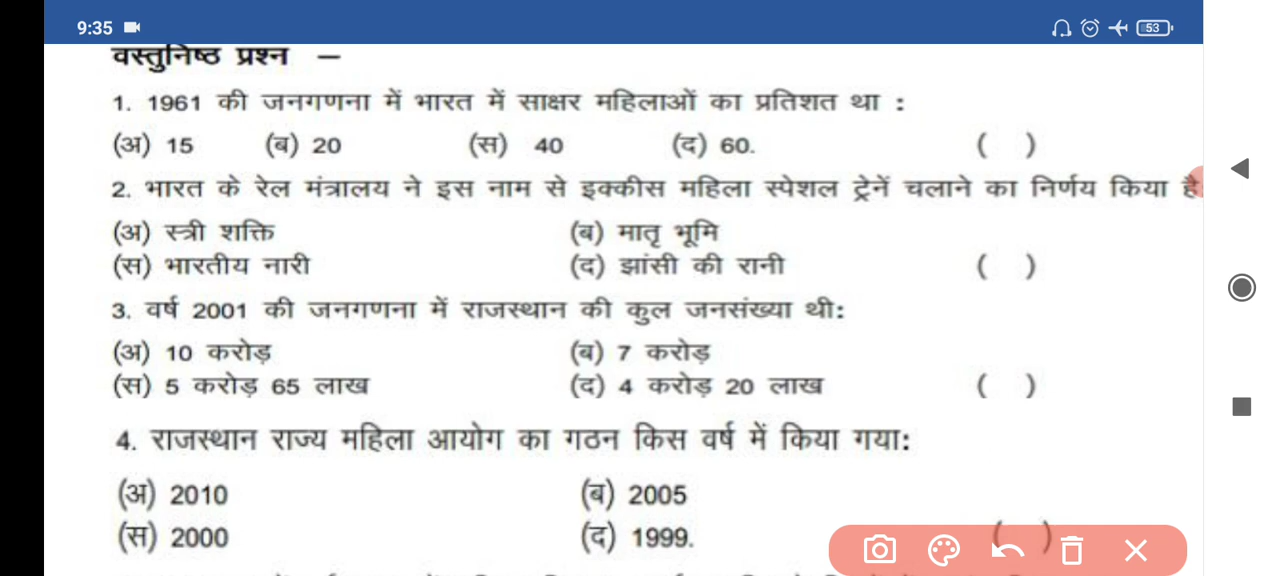 9:35
53
वस्तुनिष्ठ प्रश्न —
1. 1961 की जनगणना में भारत में साक्षर महिलाओं का प्रतिशत था :
(अ) 15 (ब) 20 (स) 40 (द) 60. ( )
2. भारत के रेल मंत्रालय ने इस नाम से इक्कीस महिला स्पेशल ट्रेनें चलाने का निर्णय किया है
(अ) स्त्री शक्ति (ब) मातृ भूमि
(स) भारतीय नारी (द) झांसी की रानी ( )
3. वर्ष 2001 की जनगणना में राजस्थान की कुल जनसंख्या थी:
(अ) 10 करोड़ (ब) 7 करोड़
(स) 5 करोड़ 65 लाख (द) 4 करोड़ 20 लाख ( )
4. राजस्थान राज्य महिला आयोग का गठन किस वर्ष में किया गया:
(अ) 2010 (ब) 2005
(स) 2000 (द) 1999. ( )